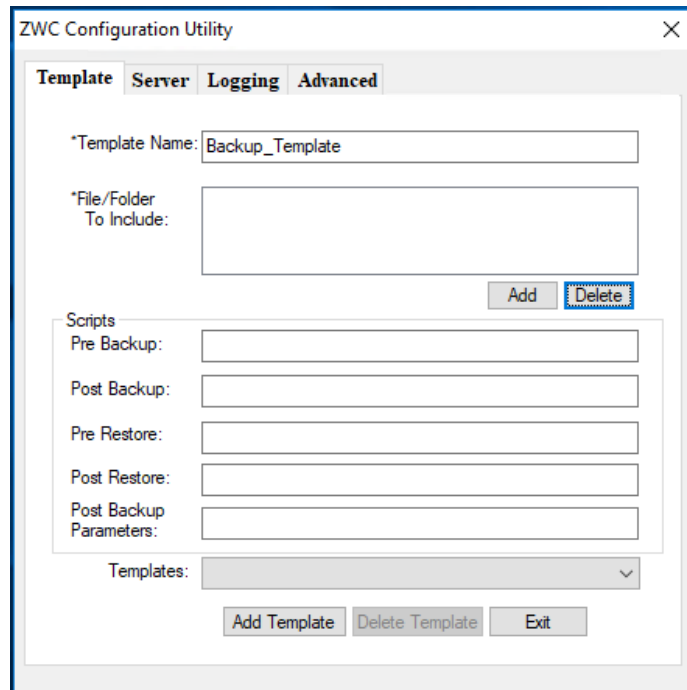 ZWC Configuration Utility
Template Server Logging Advanced
*Template Name: Backup_Template
*File/Folder
To Include:
Add Delete
Scripts
Pre Backup:
Post Backup:
Pre Restore:
Post Restore:
Post Backup
Parameters:
Templates:
Add Template Delete Template Exit